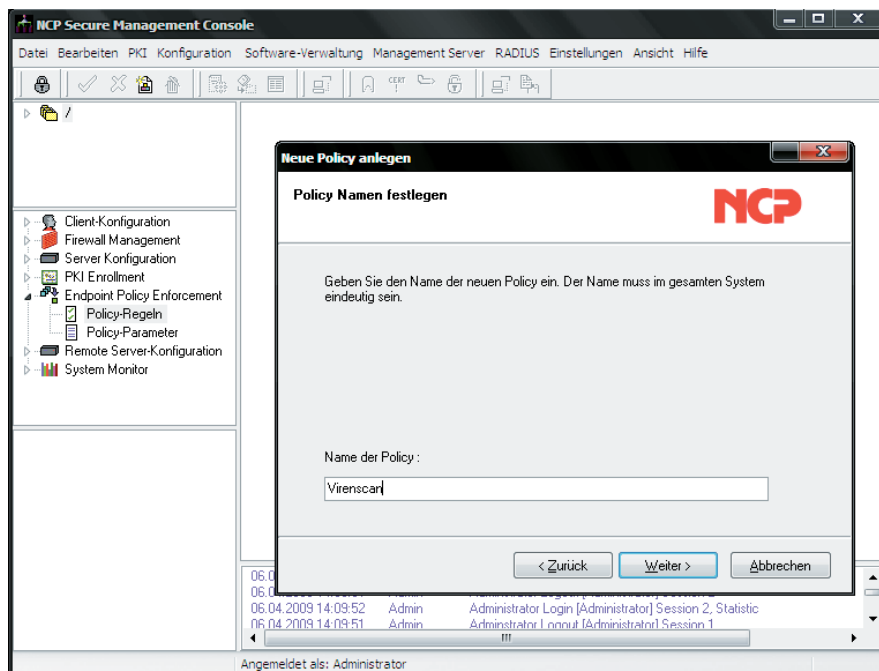 NCP Secure Management Console
Datei Bearbeiten PKI Konfiguration Software-Verwaltung Management Server RADIUS Einstellungen Ansicht Hilfe
CERT
/
Client-Konfiguration
Firewall Management
Server Konfiguration
PKI Enrollment
Endpoint Policy Enforcement
Policy-Regeln
Policy-Parameter
Remote Server-Konfiguration
System Monitor
Neue Policy anlegen
Policy Namen festlegen
NCP
Geben Sie den Name der neuen Policy ein. Der Name muss im gesamten System
eindeutig sein.
Name der Policy :
Virenscan
< Zurück
Weiter >
Abbrechen
06.04.2009 14:09:52 Admin Administrator Login [Administrator] Session 2, Statistic
06.04.2009 14:09:51 Admin Adminstrator Logout [Administrator] Session 1
Angemeldet als: Administrator